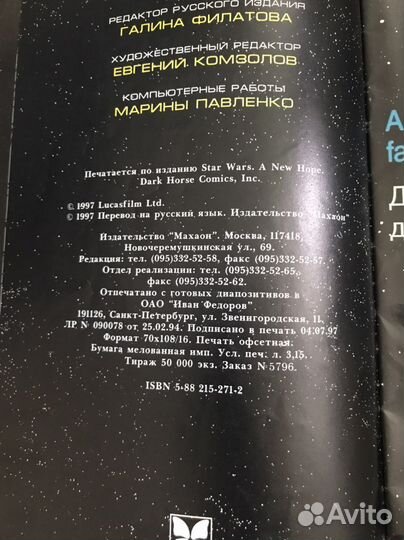 РЕДАКТОР РУССКОГО ИЗДАНИЯ
ГАЛИНА ФИЛАТОВА
ХУДОЖЕСТВЕННЫЙ РЕДАКТОР
ЕВГЕНИЙ КОМЗОЛОВ
КОМПЬЮТЕРНЫЕ РАБОТЫ
МАРИНЫ ПАВЛЕНКО
Печатается по изданию Star Wars. A New Hope.
Dark Horse Comics, Inc.
© 1997 Lucasfilm Ltd.
© 1997 Перевод на русский язык. Издательство "Махаон"
Издательство "Махаон". Москва, 117418,
Новочеремушкинская ул., 69.
Редакция: тел. (095)332-52-58, факс (095)332-52-57.
Отдел реализации: тел. (095)332-52-65,
факс (095)332-52-62.
Отпечатано с готовых диапозитивов в
ОАО "Иван Федоров"
191126, Санкт-Петербург, ул. Звенигородская, 11.
ЛР N 090078 от 25.02.94. Подписано в печать 04.07.97
Формат 70х108/16. Печать офсетная.
Бумага мелованная имп. Усл. печ. л. 3,15.
Тираж 50 000 экз. Заказ N 5796.
ISBN 5-88 215-271-2
A
fa
Д
д
Avito